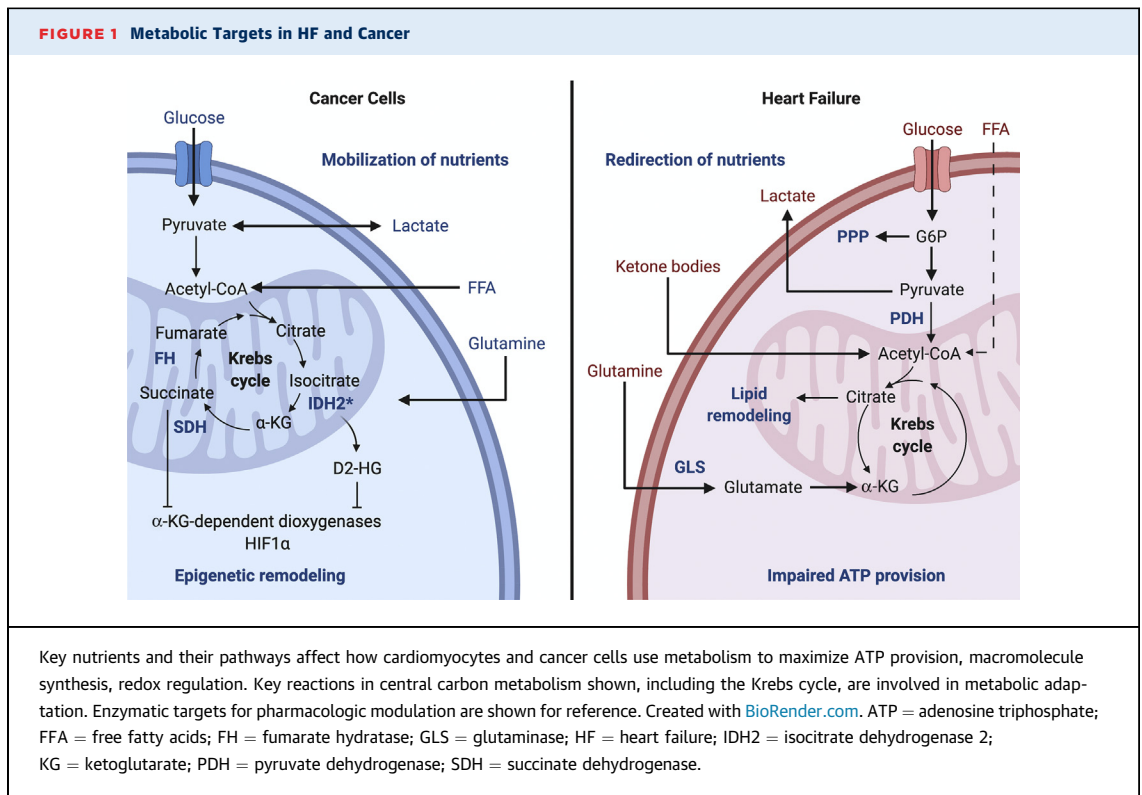 FIGURE 1 Metabolic Targets in HF and Cancer
Cancer Cells
Glucose
Mobilization of nutrients
Pyruvate
Lactate
Acetyl-CoA
FFA
Fumarate
Citrate
Glutamine
FH
Krebs
cycle
Isocitrate
Succinate
IDH2*
SDH
α-KG
D2-HG
α-KG-dependent dioxygenases
HIF1α
Epigenetic remodeling
Heart Failure
Glucose
FFA
Redirection of nutrients
Lactate
PPP
G6P
Ketone bodies
Pyruvate
PDH
Acetyl-CoA
Glutamine
Lipid
remodeling
Citrate
Krebs
cycle
GLS
Glutamate
α-KG
Impaired ATP provision
Key nutrients and their pathways affect how cardiomyocytes and cancer cells use metabolism to maximize ATP provision, macromolecule
synthesis, redox regulation. Key reactions in central carbon metabolism shown, including the Krebs cycle, are involved in metabolic adap-
tation. Enzymatic targets for pharmacologic modulation are shown for reference. Created with BioRender.com. ATP = adenosine triphosphate;
FFA = free fatty acids; FH = fumarate hydratase; GLS = glutaminase; HF = heart failure; IDH2 = isocitrate dehydrogenase 2;
KG = ketoglutarate; PDH = pyruvate dehydrogenase; SDH = succinate dehydrogenase.